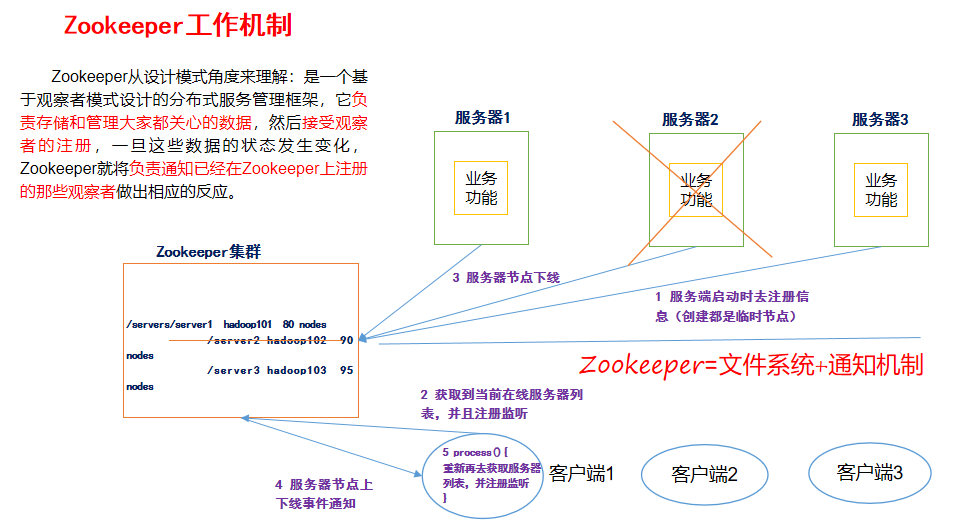 Zookeeper工作机制
Zookeeper从设计模式角度来理解：是一个基
于观察者模式设计的分布式服务管理框架，它负
责存储和管理大家都关心的数据，然后接受观察
者的注册，一旦这些数据的状态发生变化，
Zookeeper就将负责通知已经在Zookeeper上注册
的那些观察者做出相应的反应。
服务器1
服务器2
服务器3
业务
功能
业务
功能
业务
功能
Zookeeper集群
3 服务器节点下线
1 服务端启动时去注册信
息（创建都是临时节点）
/servers/server1 hadoop101 80 nodes
/server2 hadoop102 90
nodes
/server3 hadoop103 95
nodes
Zookeeper=文件系统+通知机制
2 获取到当前在线服务器列
表，并且注册监听
5 process(){
重新再去获取服务器
列表，并注册监听
}
客户端1
客户端2
客户端3
4 服务器节点上
下线事件通知